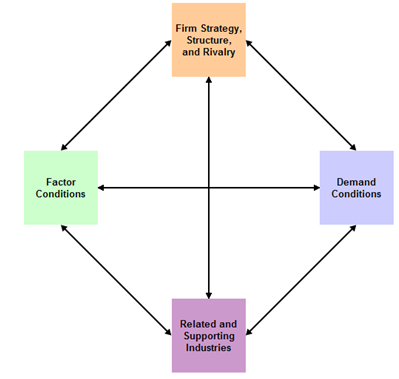 Firm Strategy,
Structure,
and Rivalry
Factor
Conditions
Demand
Conditions
Related and
Supporting
Industries